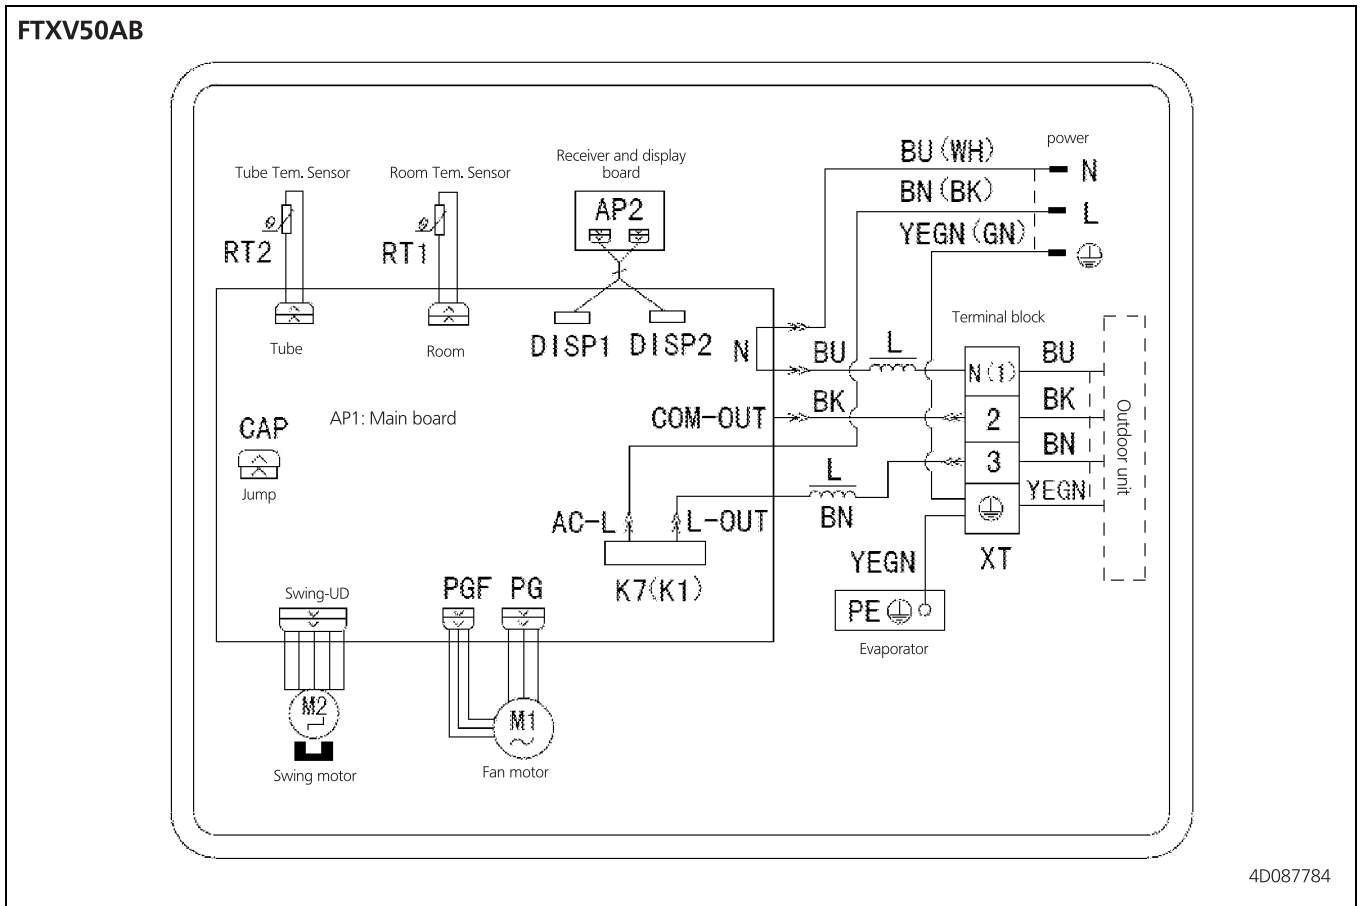 FTXV50AB
power
BU(WH)
N
BN(BK)
L
YEGN(GN)
Tube Tem. Sensor
Room Tem. Sensor
Receiver and display
board
AP2
RT2
RT1
Tube
Room
DISP1
DISP2
N
BU
L
Terminal block
N(1)
BU
COM-OUT
BK
2
BK
3
BN
YEGN
Outdoor unit
AP1: Main board
CAP
Jump
L
BN
AC-L
L-OUT
K7(K1)
XT
YEGN
PE
Evaporator
Swing-UD
PGF
PG
M2
M1
Swing motor
Fan motor
4D087784